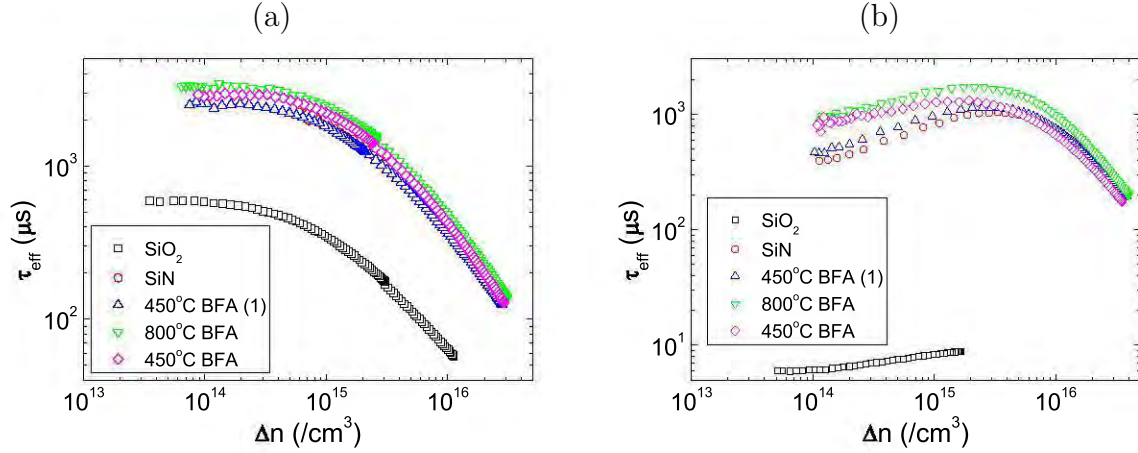 (a)
(b)
τeff (μs)
10³
10²
SiO₂
SiN
450°C BFA (1)
800°C BFA
450°C BFA
10¹³ 10¹⁴ 10¹⁵ 10¹⁶
Δn (/cm³)
τeff (μs)
10³
10²
10¹
SiO₂
SiN
450°C BFA (1)
800°C BFA
450°C BFA
10¹³ 10¹⁴ 10¹⁵ 10¹⁶
Δn (/cm³)